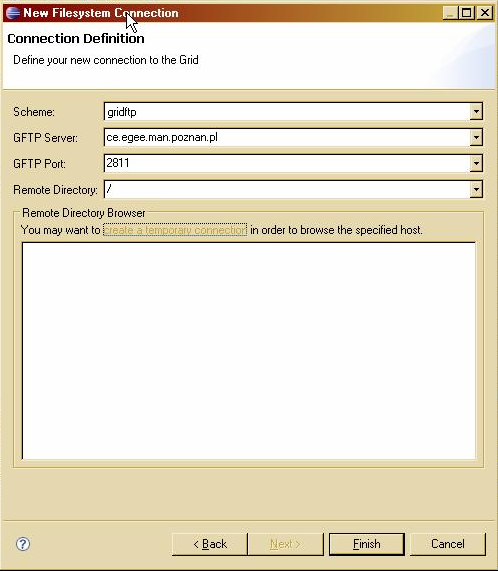 New Filesystem Connection
Connection Definition
Define your new connection to the Grid
Scheme: gridftp
GFTP Server: ce.egee.man.poznan.pl
GFTP Port: 2811
Remote Directory: /
Remote Directory Browser
You may want to create a temporary connection in order to browse the specified host.
? < Back Next > Finish Cancel